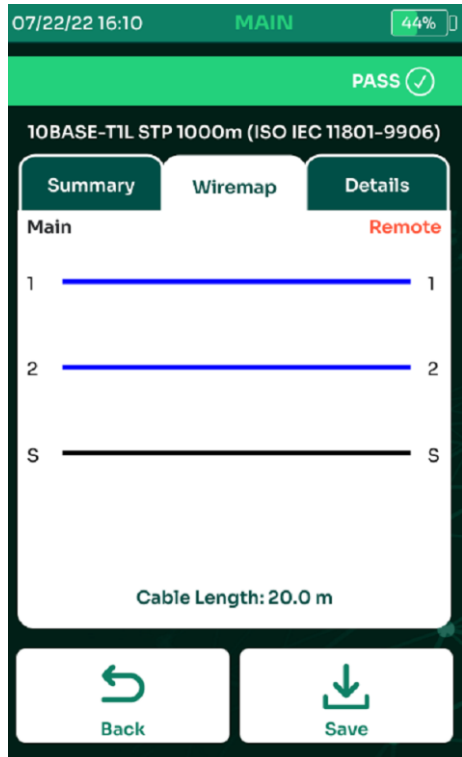 07/22/22 16:10 MAIN 44%
PASS
10BASE-T1L STP 1000m (ISO IEC 11801-9906)
Summary Wiremap Details
Main Remote
1 1
2 2
S S
Cable Length: 20.0 m
Back Save